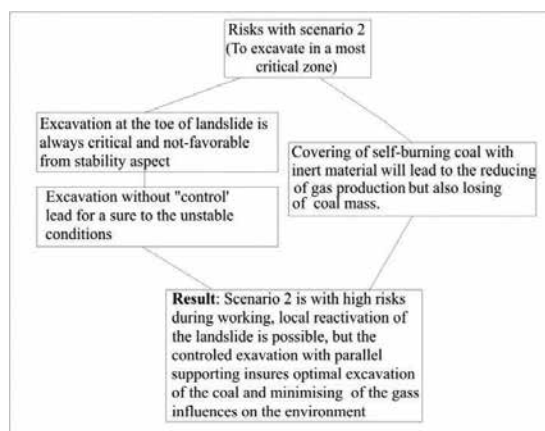 Risks with scenario 2
(To excavate in a most
critical zone)
Excavation at the toe of landslide is
always critical and not-favorable
from stability aspect
Excavation without "control'
lead for a sure to the unstable
conditions
Covering of self-burning coal with
inert material will lead to the reducing
of gas production but also losing
of coal mass.
Result: Scenario 2 is with high risks
during working, local reactivation of
the landslide is possible, but the
controled exavation with parallel
supporting insures optimal excavation
of the coal and minimising of the gass
influences on the environment